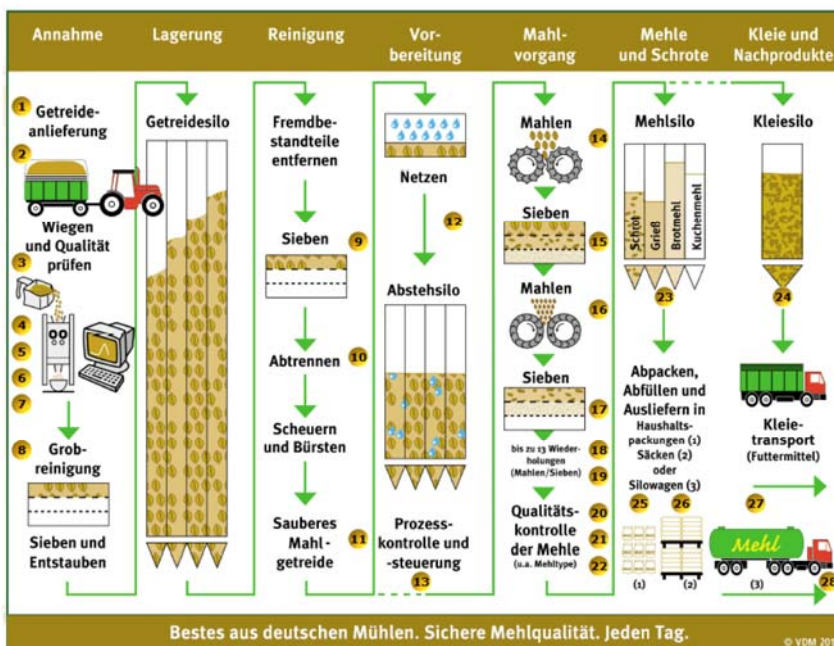 Annahme
Lagerung
Reinigung
Vor-
bereitung
Mahl-
vorgang
Mehle
und Schrote
Kleie und
Nachprodukte
1
Getreide-
anlieferung
2
Wiegen
und Qualität
prüfen
3
4
5
6
7
8
Grob-
reinigung
Sieben und
Entstauben
Getreidesilo
Fremdbe-
standteile
entfernen
Sieben
9
Abtrennen
10
Scheuern
und Bürsten
Sauberes
Mahl-
getreide
11
Netzen
12
Abstehsilo
Prozess-
kontrolle und
-steuerung
13
Mahlen
14
Sieben
15
Mahlen
16
Sieben
17
bis zu 13 Wieder-
holungen
(Mahlen/Sieben)
18
19
Qualitäts-
kontrolle
der Mehle
(u.a. Mehltype)
20
21
22
Mehlsilo
Schrot
Grieß
Brotmehl
Kuchenmehl
23
Abpacken,
Abfüllen und
Ausliefern in
Haushalts-
packungen (1)
Säcken (2)
oder
Silowagen (3)
25
26
(1)
(2)
Kleiesilo
24
Kleie-
transport
(Futtermittel)
27
Mehl
(3)
28
Bestes aus deutschen Mühlen. Sichere Mehlqualität. Jeden Tag.
© VDM 201